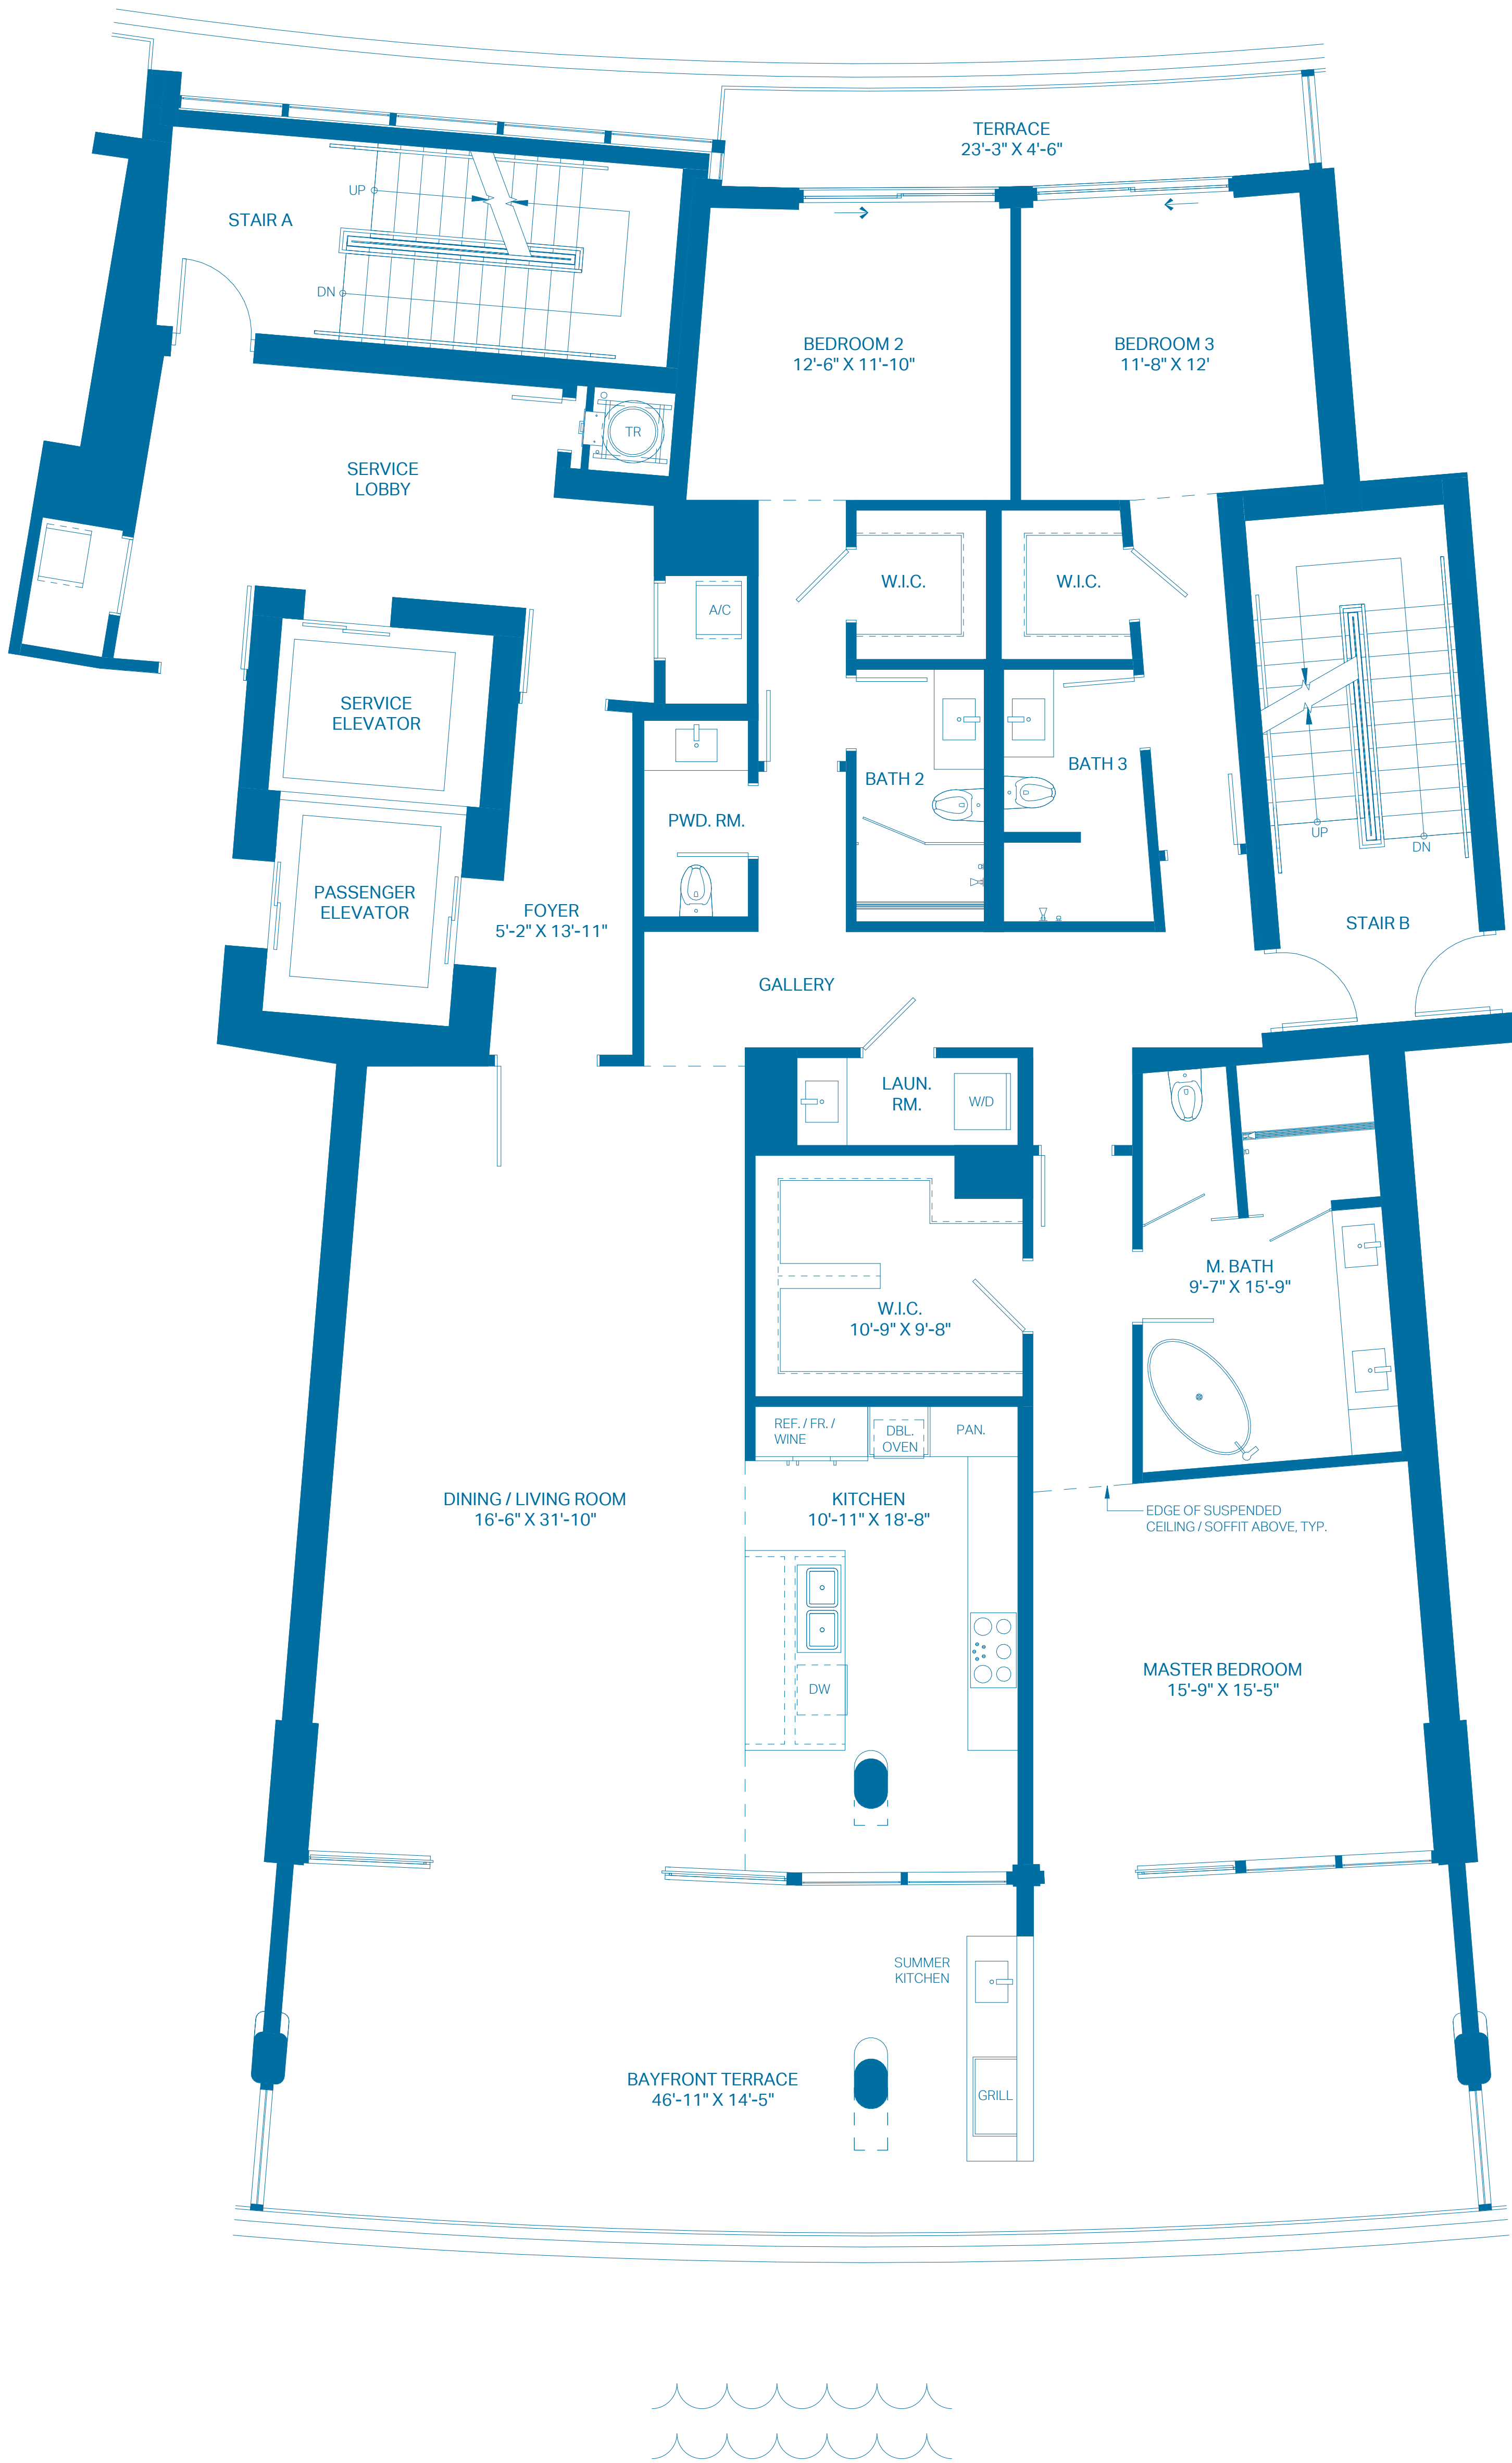 TERRACE
23'-3" X 4'-6"
UP
STAIR A
DN
BEDROOM 2
12'-6" X 11'-10"
BEDROOM 3
11'-8" X 12'
TR
SERVICE
LOBBY
A/C
W.I.C.
W.I.C.
SERVICE
ELEVATOR
BATH 2
BATH 3
PWD. RM.
UP
DN
PASSENGER
ELEVATOR
FOYER
5'-2" X 13'-11"
STAIR B
GALLERY
LAUN.
RM.
W/D
M. BATH
9'-7" X 15'-9"
W.I.C.
10'-9" X 9'-8"
REF. / FR. /
WINE
DBL.
OVEN
PAN.
DINING / LIVING ROOM
16'-6" X 31'-10"
KITCHEN
10'-11" X 18'-8"
EDGE OF SUSPENDED
CEILING / SOFFIT ABOVE, TYP.
DW
MASTER BEDROOM
15'-9" X 15'-5"
SUMMER
KITCHEN
BAYFRONT TERRACE
46'-11" X 14'-5"
GRILL